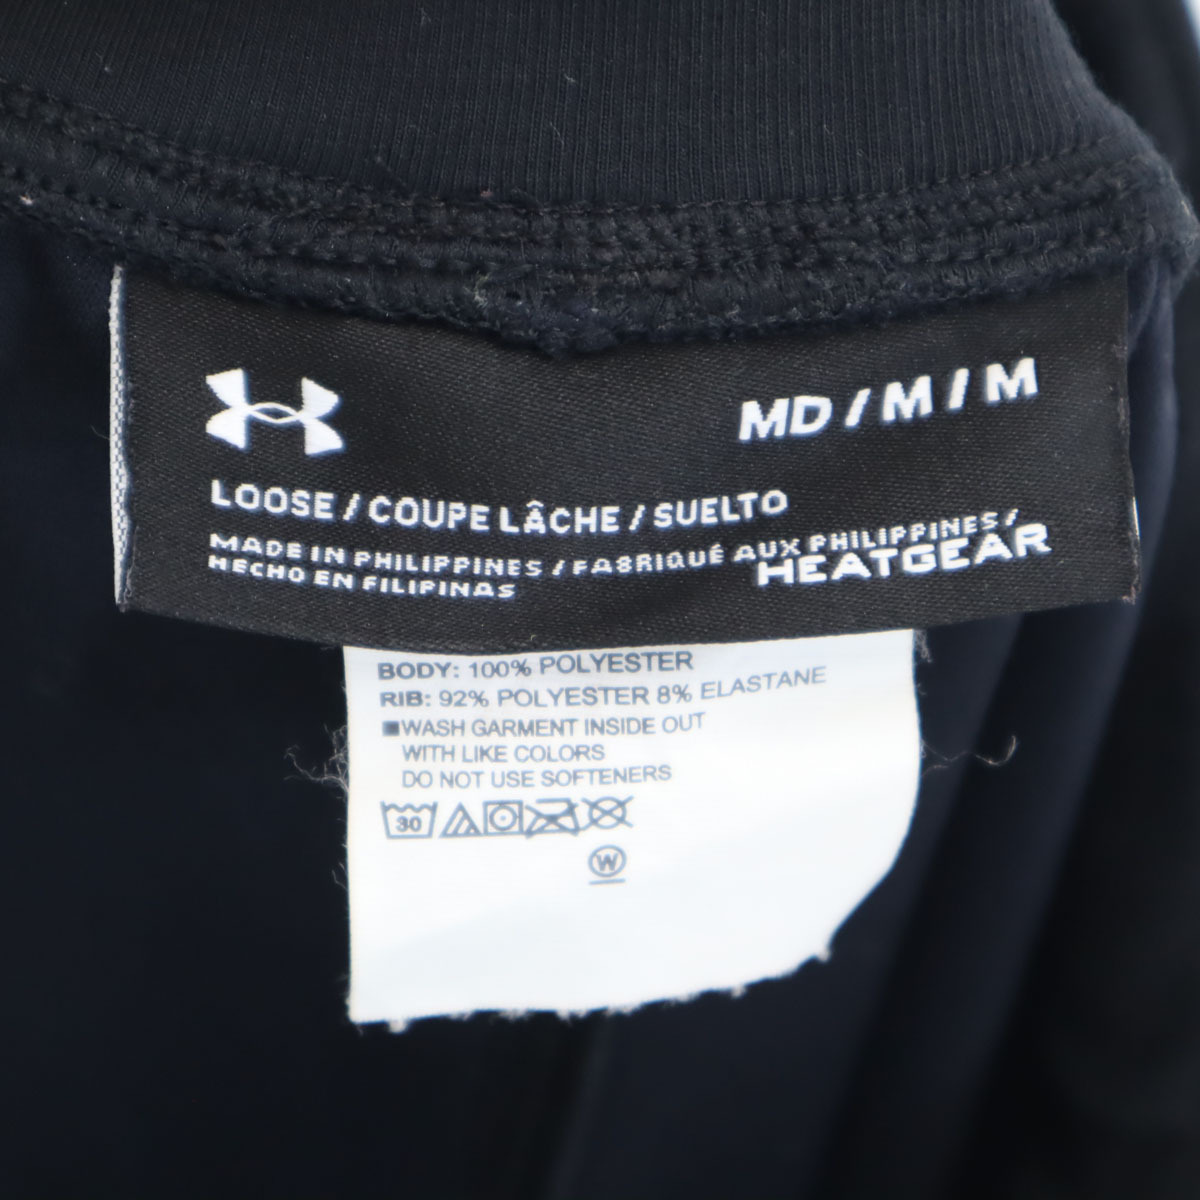 MD / M / M
LOOSE / COUPE LÂCHE / SUELTO
MADE IN PHILIPPINES / FABRIQUÉ AUX PHILIPPINES /
HECHO EN FILIPINAS
HEATGEAR
BODY: 100% POLYESTER
RIB: 92% POLYESTER 8% ELASTANE
■WASH GARMENT INSIDE OUT
WITH LIKE COLORS
DO NOT USE SOFTENERS
30
W